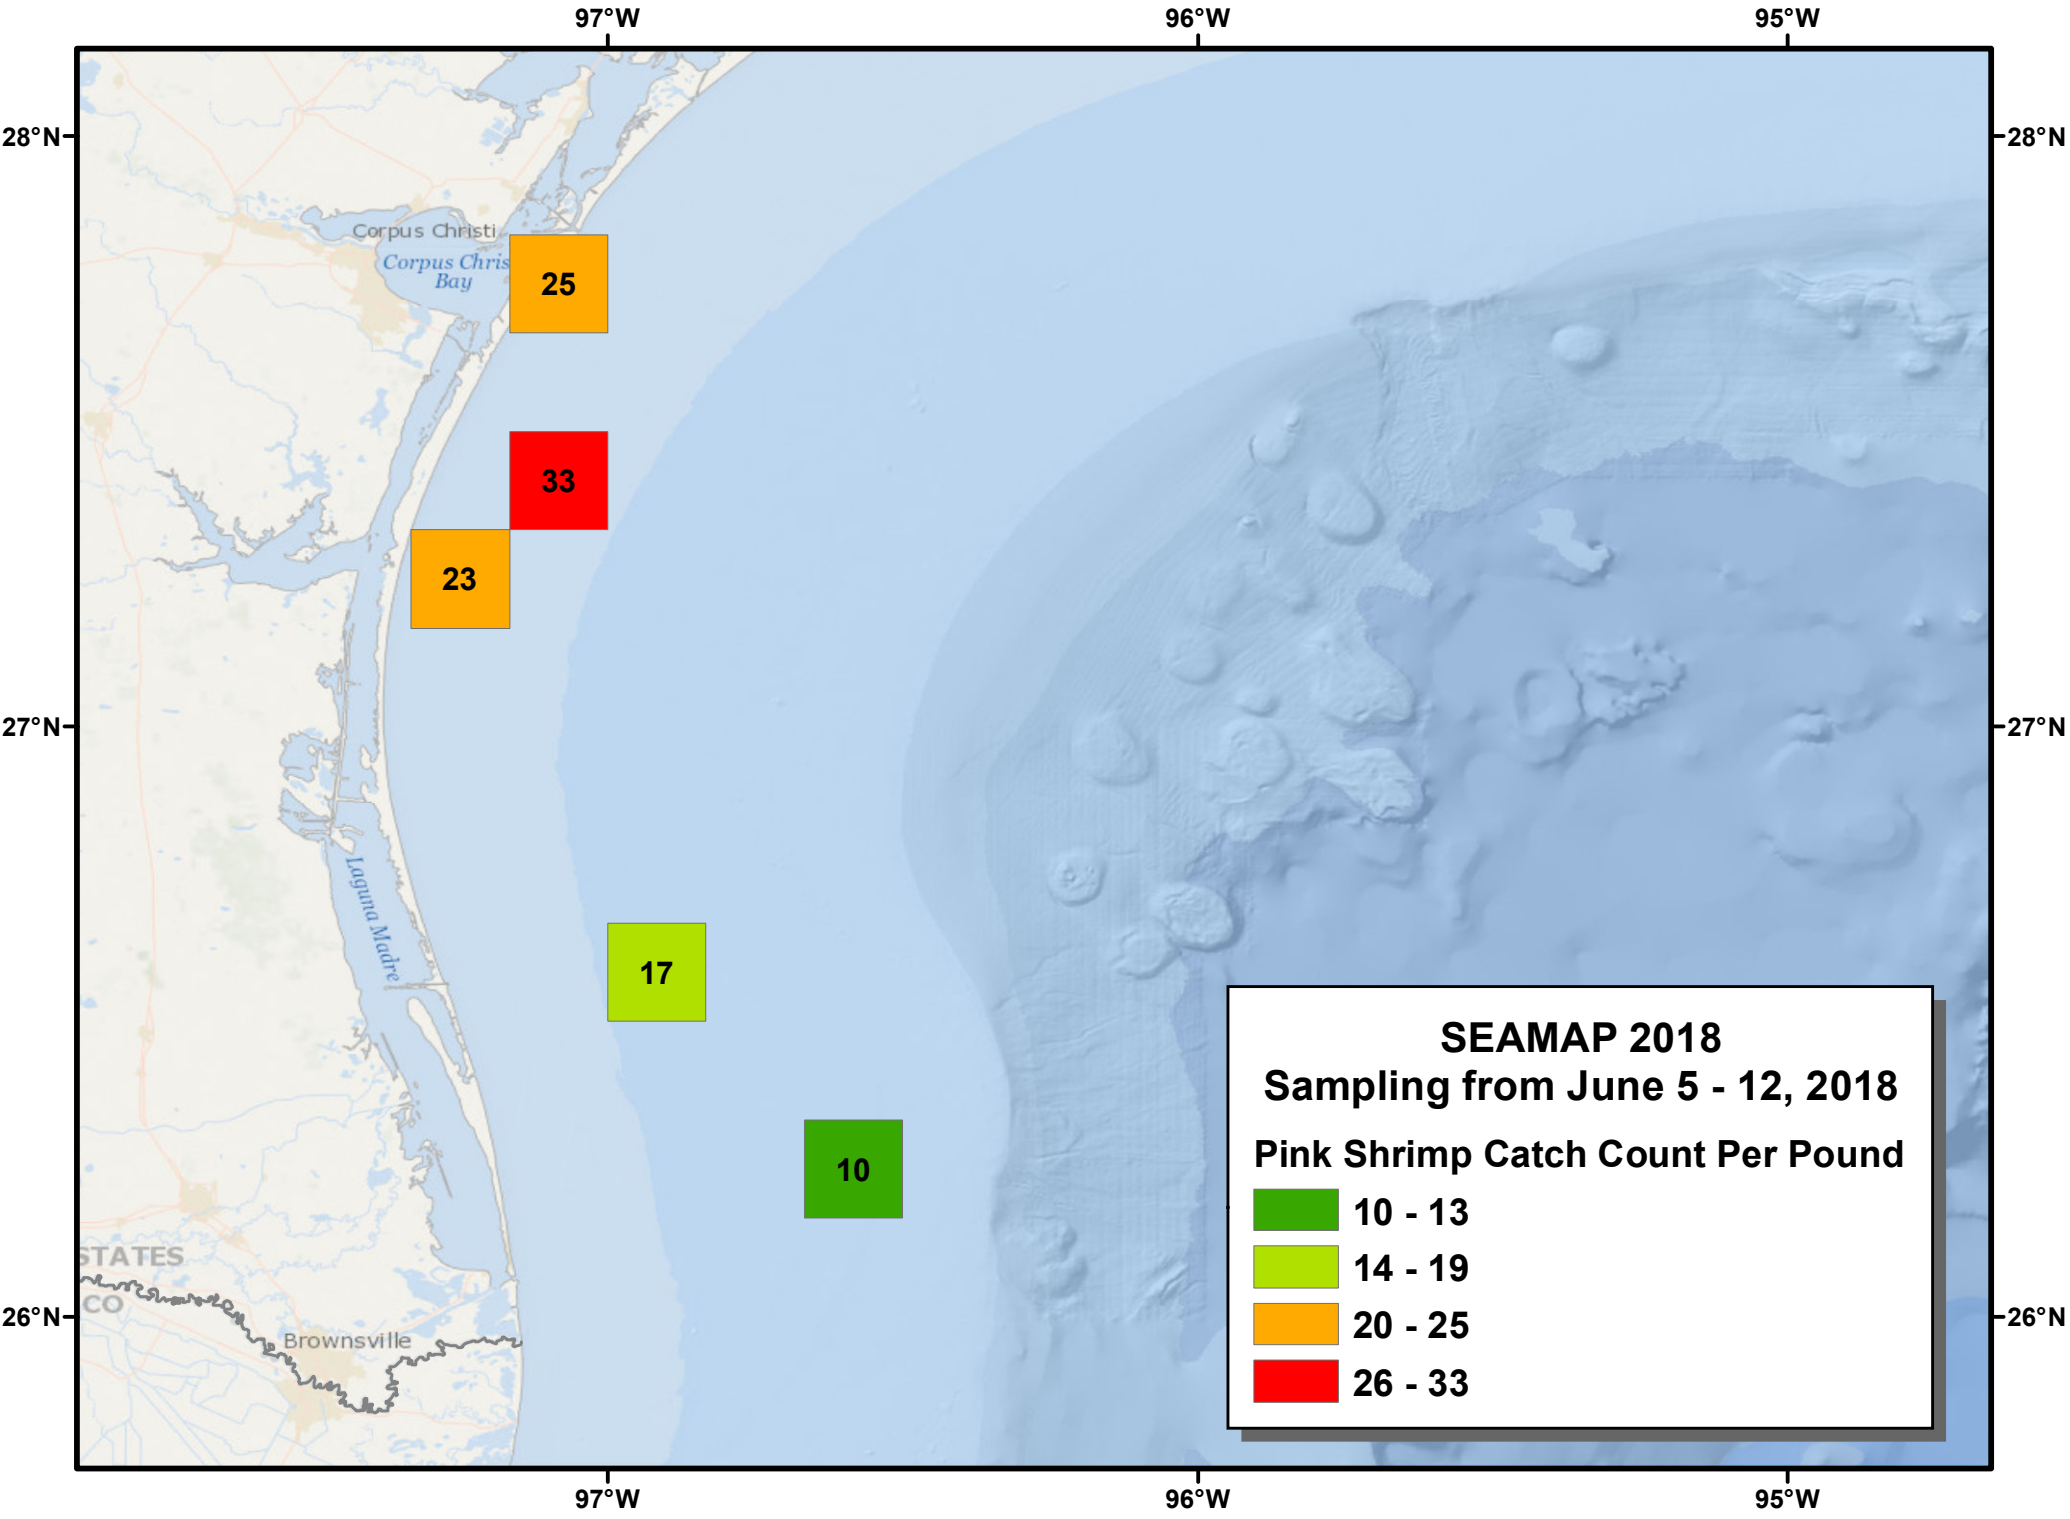 97°W
96°W
95°W
28°N
28°N
Corpus Christi
Corpus Chris
Bay
25
33
23
27°N
27°N
Laguna Madre
17
10
SEAMAP 2018
Sampling from June 5 - 12, 2018
Pink Shrimp Catch Count Per Pound
10 - 13
14 - 19
20 - 25
26 - 33
STATES
CO
26°N
26°N
Brownsville
97°W
96°W
95°W